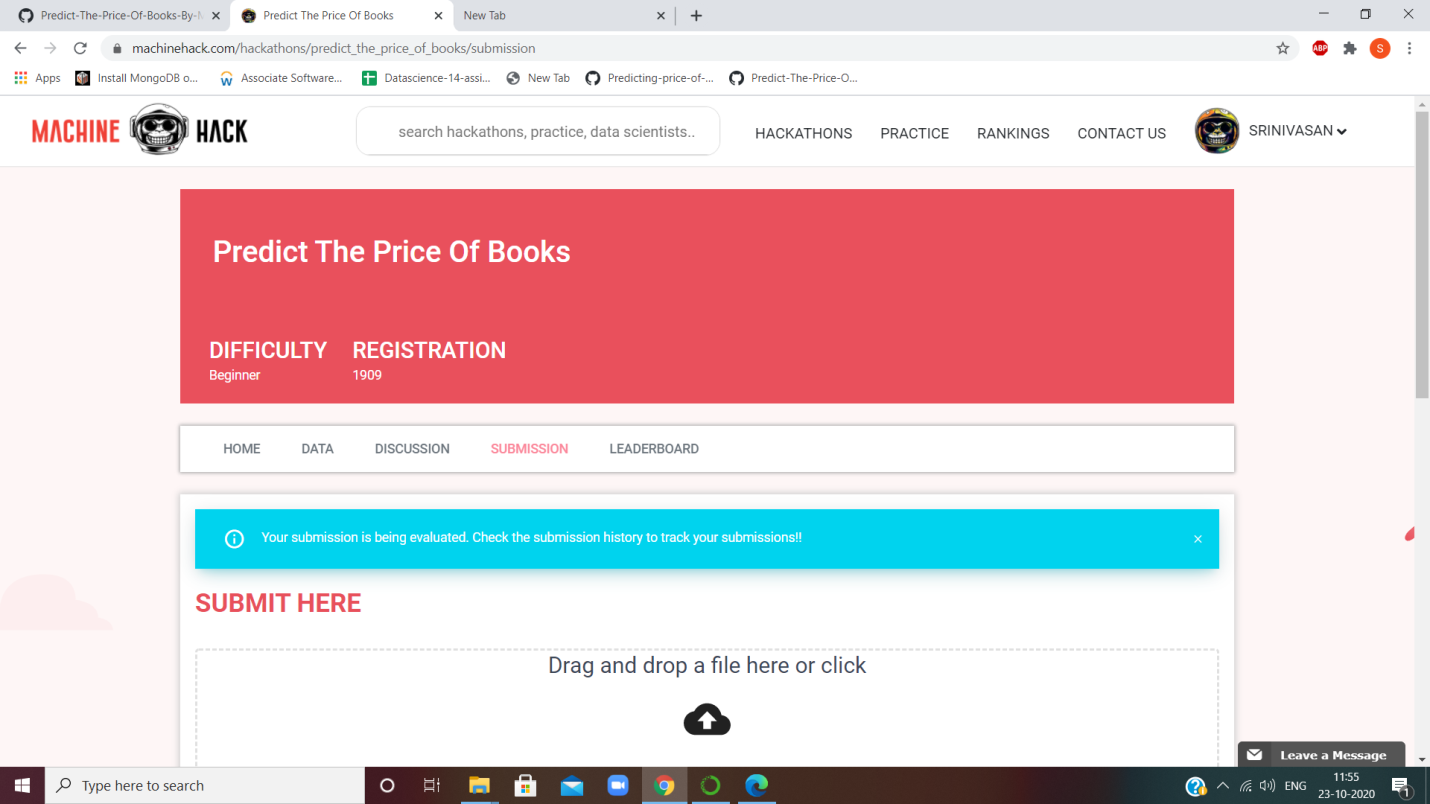 Predict-The-Price-Of-Books-By-M
Predict The Price Of Books
New Tab
machinehack.com/hackathons/predict_the_price_of_books/submission
ABP
S
Apps
Install MongoDB o...
Associate Software...
Datascience-14-assi...
New Tab
Predicting-price-of-...
Predict-The-Price-O...
MACHINE HACK
search hackathons, practice, data scientists..
HACKATHONS
PRACTICE
RANKINGS
CONTACT US
SRINIVASAN
Predict The Price Of Books
DIFFICULTY
REGISTRATION
Beginner
1909
HOME
DATA
DISCUSSION
SUBMISSION
LEADERBOARD
Your submission is being evaluated. Check the submission history to track your submissions!!
SUBMIT HERE
Drag and drop a file here or click
Leave a Message
Type here to search
ENG
11:55
23-10-2020
1